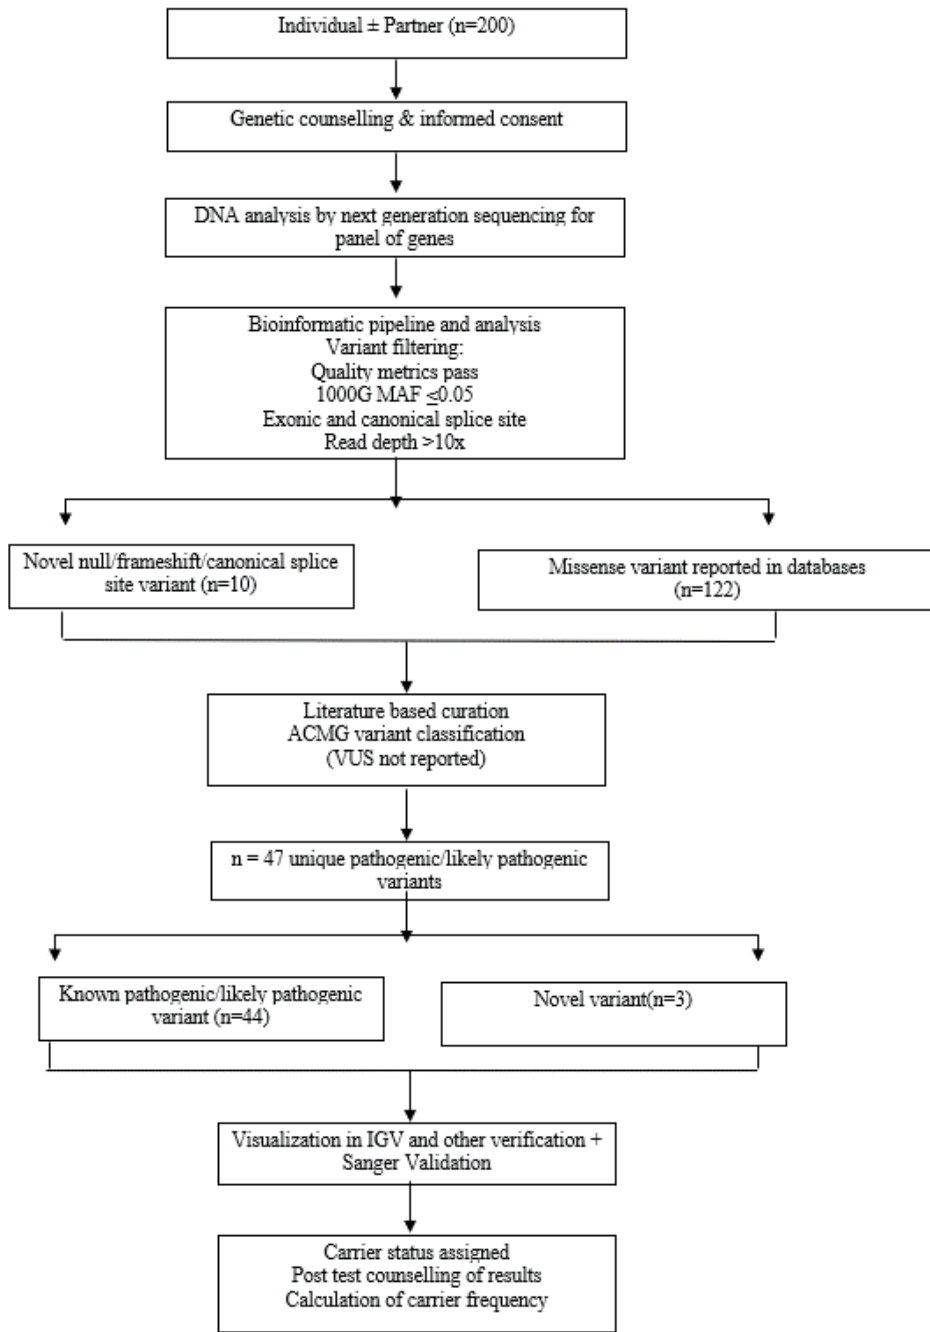 Individual ± Partner (n=200)
Genetic counselling & informed consent
DNA analysis by next generation sequencing for
panel of genes
Bioinformatic pipeline and analysis
Variant filtering:
Quality metrics pass
1000G MAF ≤0.05
Exonic and canonical splice site
Read depth >10x
Novel null/frameshift/canonical splice
site variant (n=10)
Missense variant reported in databases
(n=122)
Literature based curation
ACMG variant classification
(VUS not reported)
n = 47 unique pathogenic/likely pathogenic
variants
Known pathogenic/likely pathogenic
variant (n=44)
Novel variant(n=3)
Visualization in IGV and other verification +
Sanger Validation
Carrier status assigned
Post test counselling of results
Calculation of carrier frequency